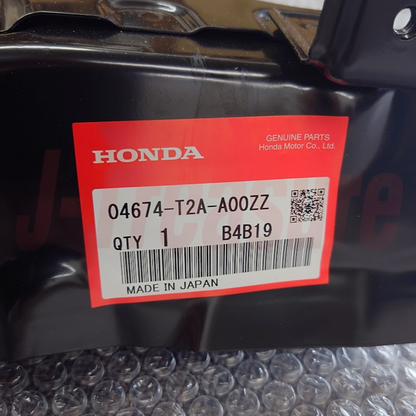 GENUINE PARTS
Honda Motor Co., Ltd.
HONDA
04674-T2A-A00ZZ
QTY 1 B4B19
MADE IN JAPAN